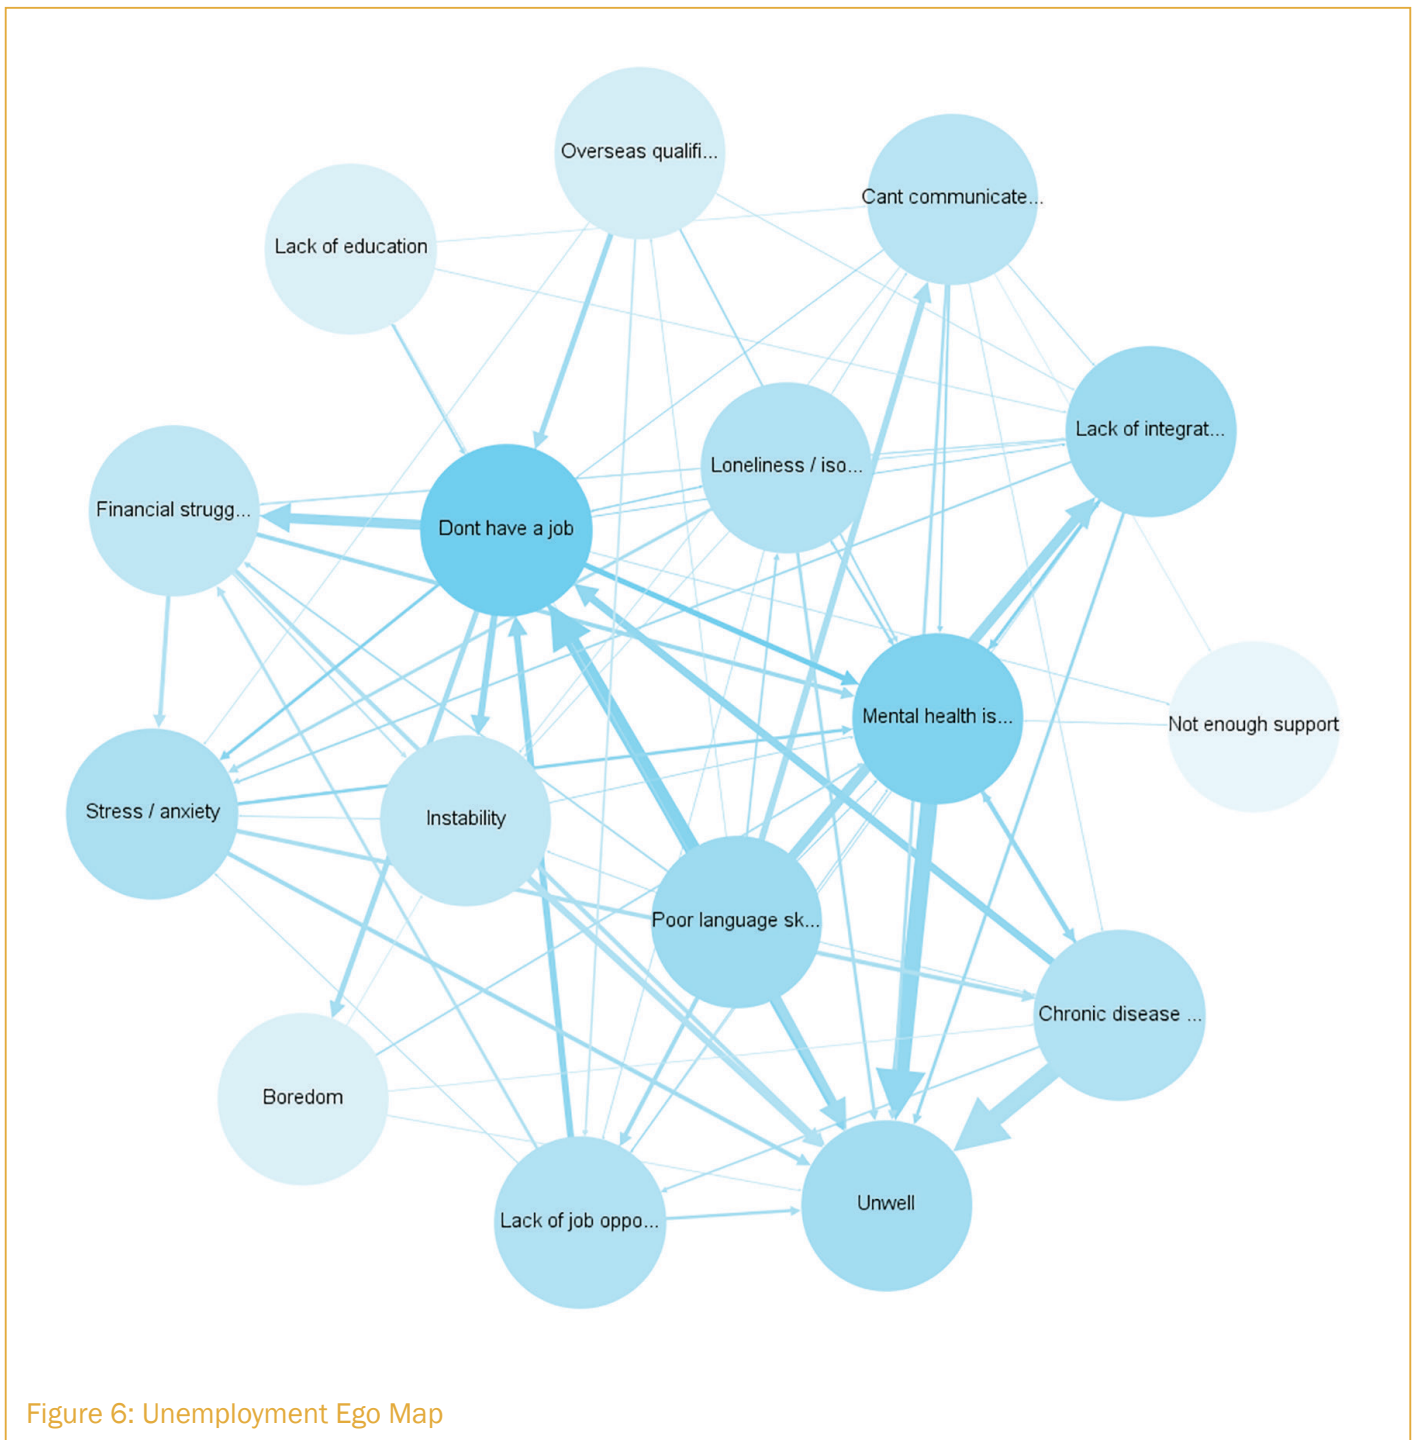 Overseas qualifi...
Cant communicate...
Lack of education
Lack of integrat...
Loneliness / iso...
Financial strugg...
Dont have a job
Mental health is...
Not enough support
Stress / anxiety
Instability
Poor language sk...
Chronic disease ...
Boredom
Unwell
Lack of job oppo...
Figure 6: Unemployment Ego Map